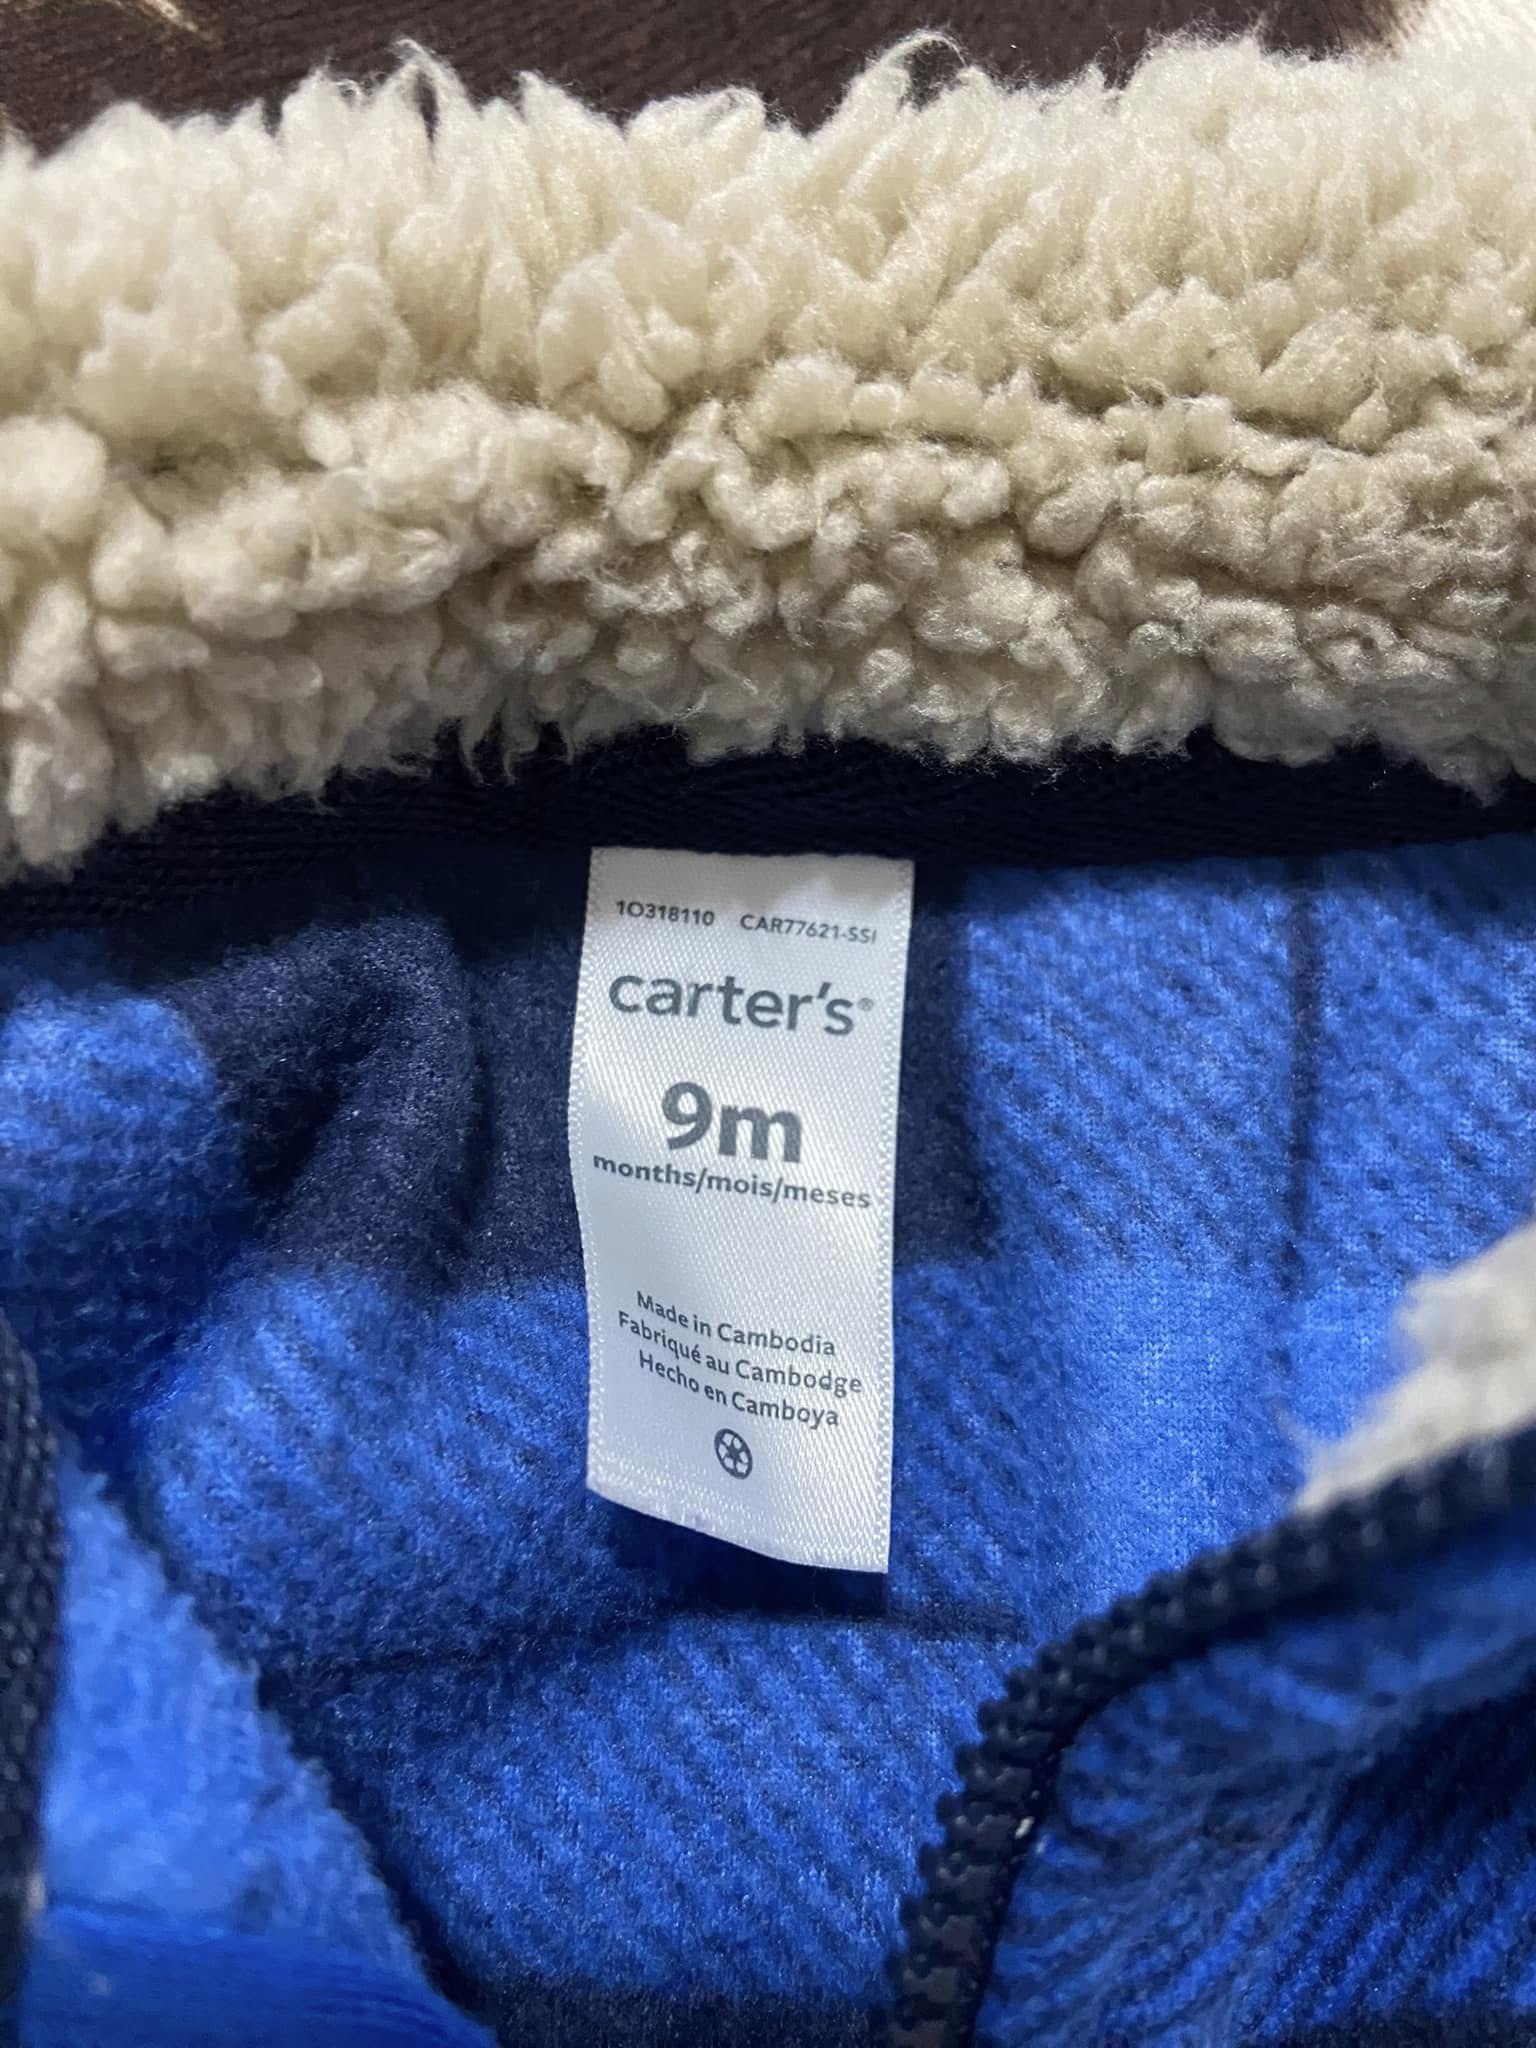 1O318110 CAR77621-SSI
carter's®
9m
months/mois/meses
Made in Cambodia
Fabriqué au Cambodge
Hecho en Camboya